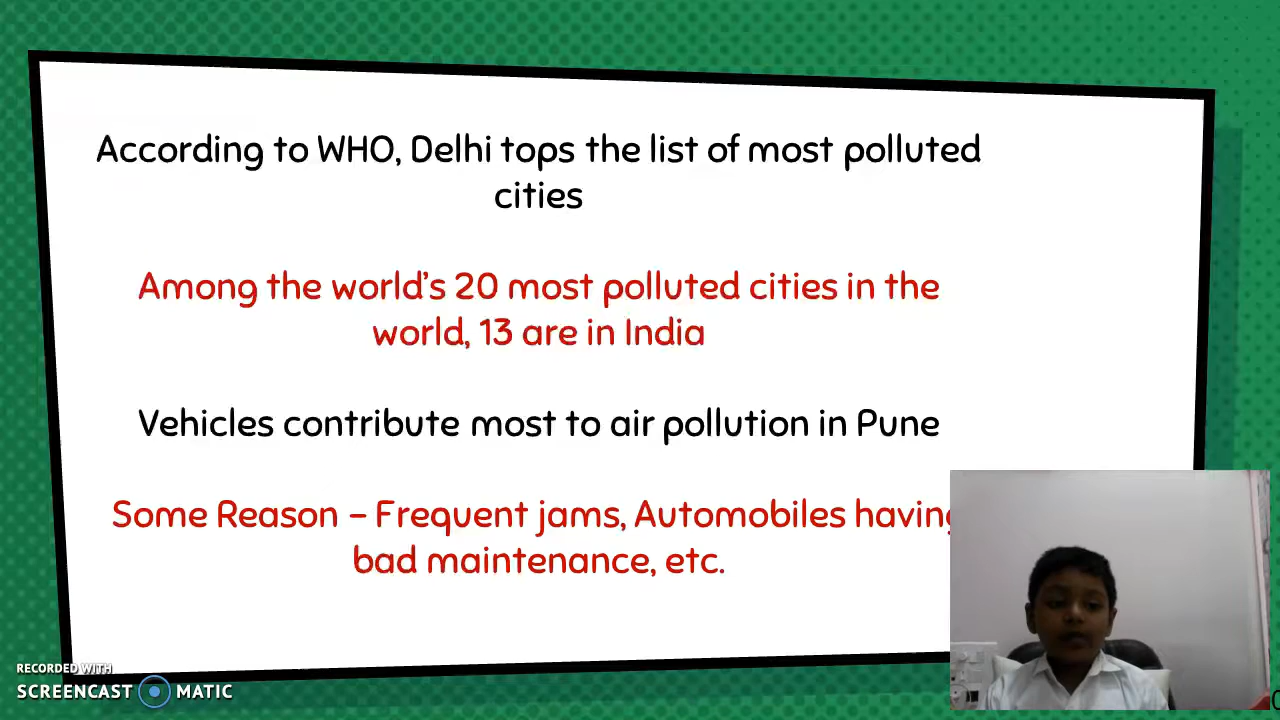 According to WHO, Delhi tops the list of most polluted
cities
Among the world's 20 most polluted cities in the
world, 13 are in India
Vehicles contribute most to air pollution in Pune
Some Reason - Frequent jams, Automobiles having
bad maintenance, etc.
RECORDED WITH
SCREENCAST MATIC